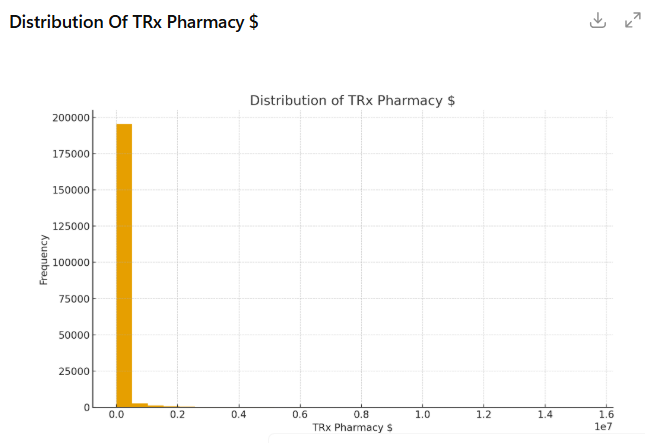 Distribution Of TRx Pharmacy $
Distribution of TRx Pharmacy $
200000
175000
150000
125000
100000
75000
50000
25000
0
Frequency
0.0 0.2 0.4 0.6 0.8 1.0 1.2 1.4 1.6
TRx Pharmacy $
1e7